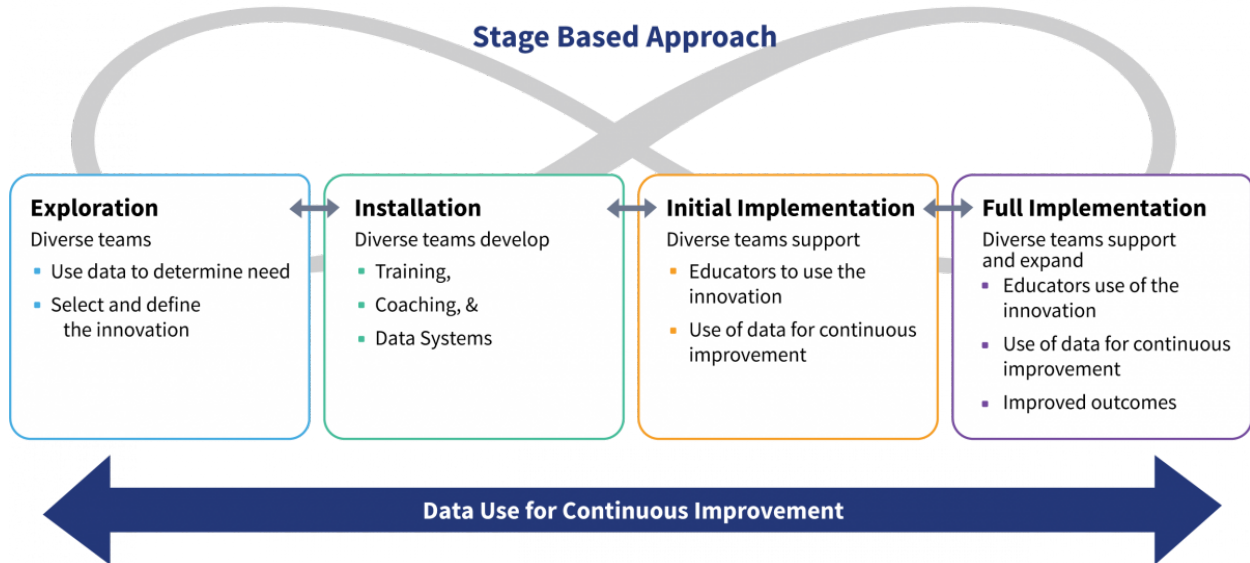 Stage Based Approach
Exploration
Diverse teams
Use data to determine need
Select and define
the innovation
Installation
Diverse teams develop
Training,
Coaching, &
Data Systems
Initial Implementation
Diverse teams support
Educators to use the
innovation
Use of data for continuous
improvement
Full Implementation
Diverse teams support
and expand
Educators use of the
innovation
Use of data for continuous
improvement
Improved outcomes
Data Use for Continuous Improvement